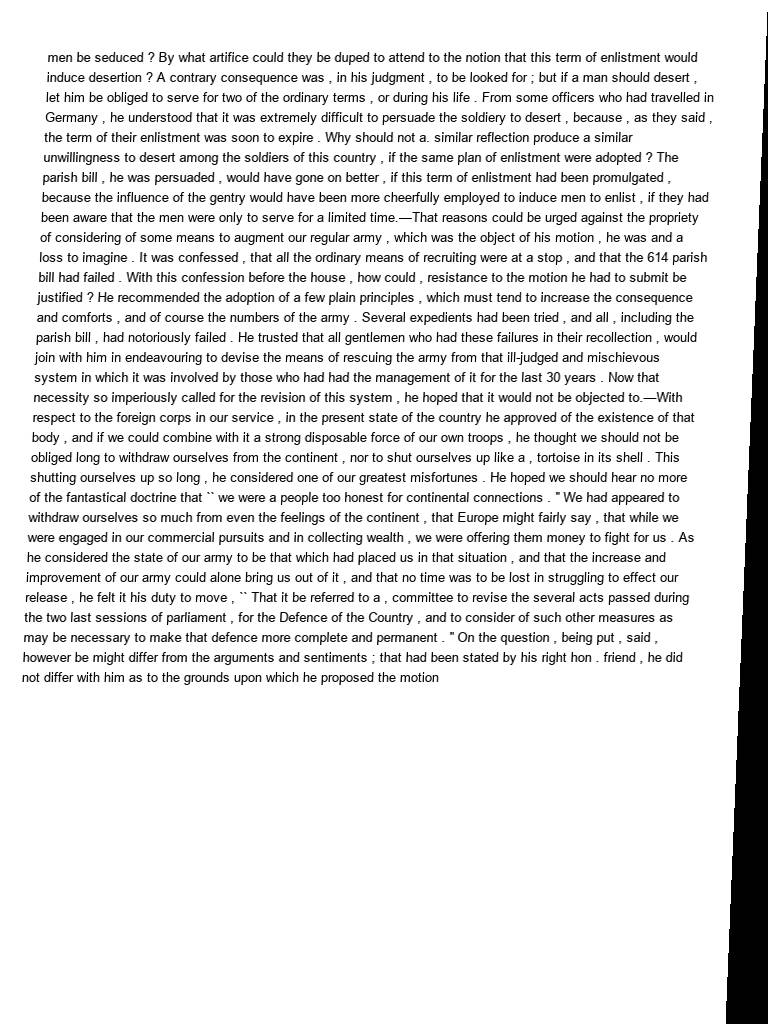 men be seduced ? By what artifice could they be duped to attend to the notion that this term of enlistment would
induce desertion ? A contrary consequence was , in his judgment , to be looked for ; but if a man should desert ,
let him be obliged to serve for two of the ordinary terms , or during his life . From some officers who had travelled in
Germany , he understood that it was extremely difficult to persuade the soldiery to desert , because , as they said ,
the term of their enlistment was soon to expire . Why should not a. similar reflection produce a similar
unwillingness to desert among the soldiers of this country , if the same plan of enlistment were adopted ? The
parish bill , he was persuaded , would have gone on better , if this term of enlistment had been promulgated ,
because the influence of the gentry would have been more cheerfully employed to induce men to enlist , if they had
been aware that the men were only to serve for a limited time.—That reasons could be urged against the propriety
of considering of some means to augment our regular army , which was the object of his motion , he was and a
loss to imagine . It was confessed , that all the ordinary means of recruiting were at a stop , and that the 614 parish
bill had failed . With this confession before the house , how could , resistance to the motion he had to submit be
justified ? He recommended the adoption of a few plain principles , which must tend to increase the consequence
and comforts , and of course the numbers of the army . Several expedients had been tried , and all , including the
parish bill , had notoriously failed . He trusted that all gentlemen who had these failures in their recollection , would
join with him in endeavouring to devise the means of rescuing the army from that ill-judged and mischievous
system in which it was involved by those who had had the management of it for the last 30 years . Now that
necessity so imperiously called for the revision of this system , he hoped that it would not be objected to.—With
respect to the foreign corps in our service , in the present state of the country he approved of the existence of that
body , and if we could combine with it a strong disposable force of our own troops , he thought we should not be
obliged long to withdraw ourselves from the continent , nor to shut ourselves up like a , tortoise in its shell . This
shutting ourselves up so long , he considered one of our greatest misfortunes . He hoped we should hear no more
of the fantastical doctrine that `` we were a people too honest for continental connections . " We had appeared to
withdraw ourselves so much from even the feelings of the continent , that Europe might fairly say , that while we
were engaged in our commercial pursuits and in collecting wealth , we were offering them money to fight for us . As
he considered the state of our army to be that which had placed us in that situation , and that the increase and
improvement of our army could alone bring us out of it , and that no time was to be lost in struggling to effect our
release , he felt it his duty to move , `` That it be referred to a , committee to revise the several acts passed during
the two last sessions of parliament , for the Defence of the Country , and to consider of such other measures as
may be necessary to make that defence more complete and permanent . " On the question , being put , said ,
however be might differ from the arguments and sentiments ; that had been stated by his right hon . friend , he did
not differ with him as to the grounds upon which he proposed the motion